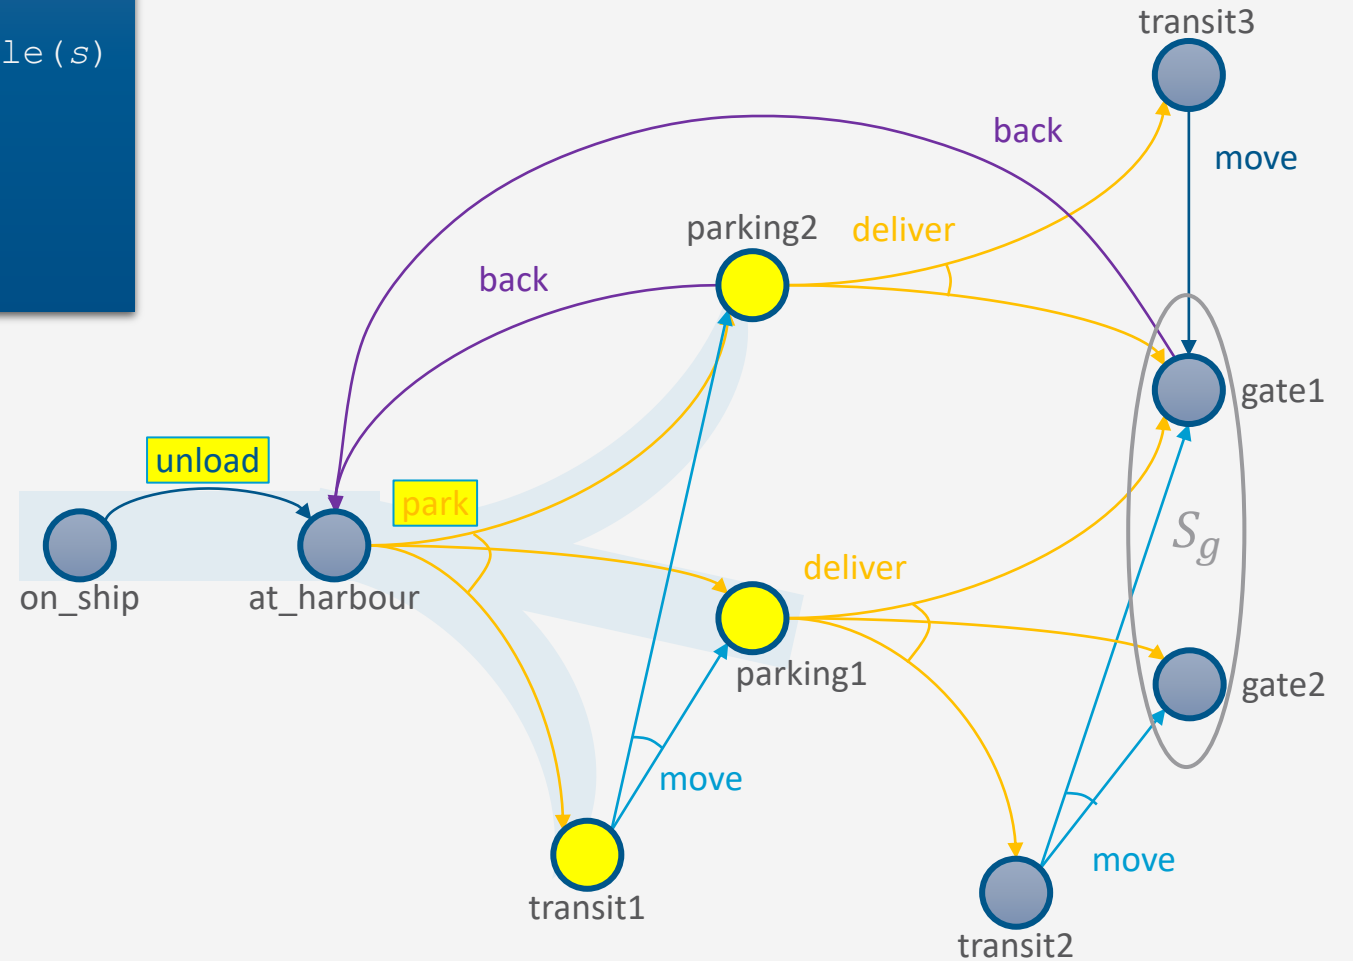 le(s)
transit3
back
move
parking2
deliver
back
gate1
unload
park
S_g
deliver
on_ship
at_harbour
parking1
gate2
move
move
transit1
transit2